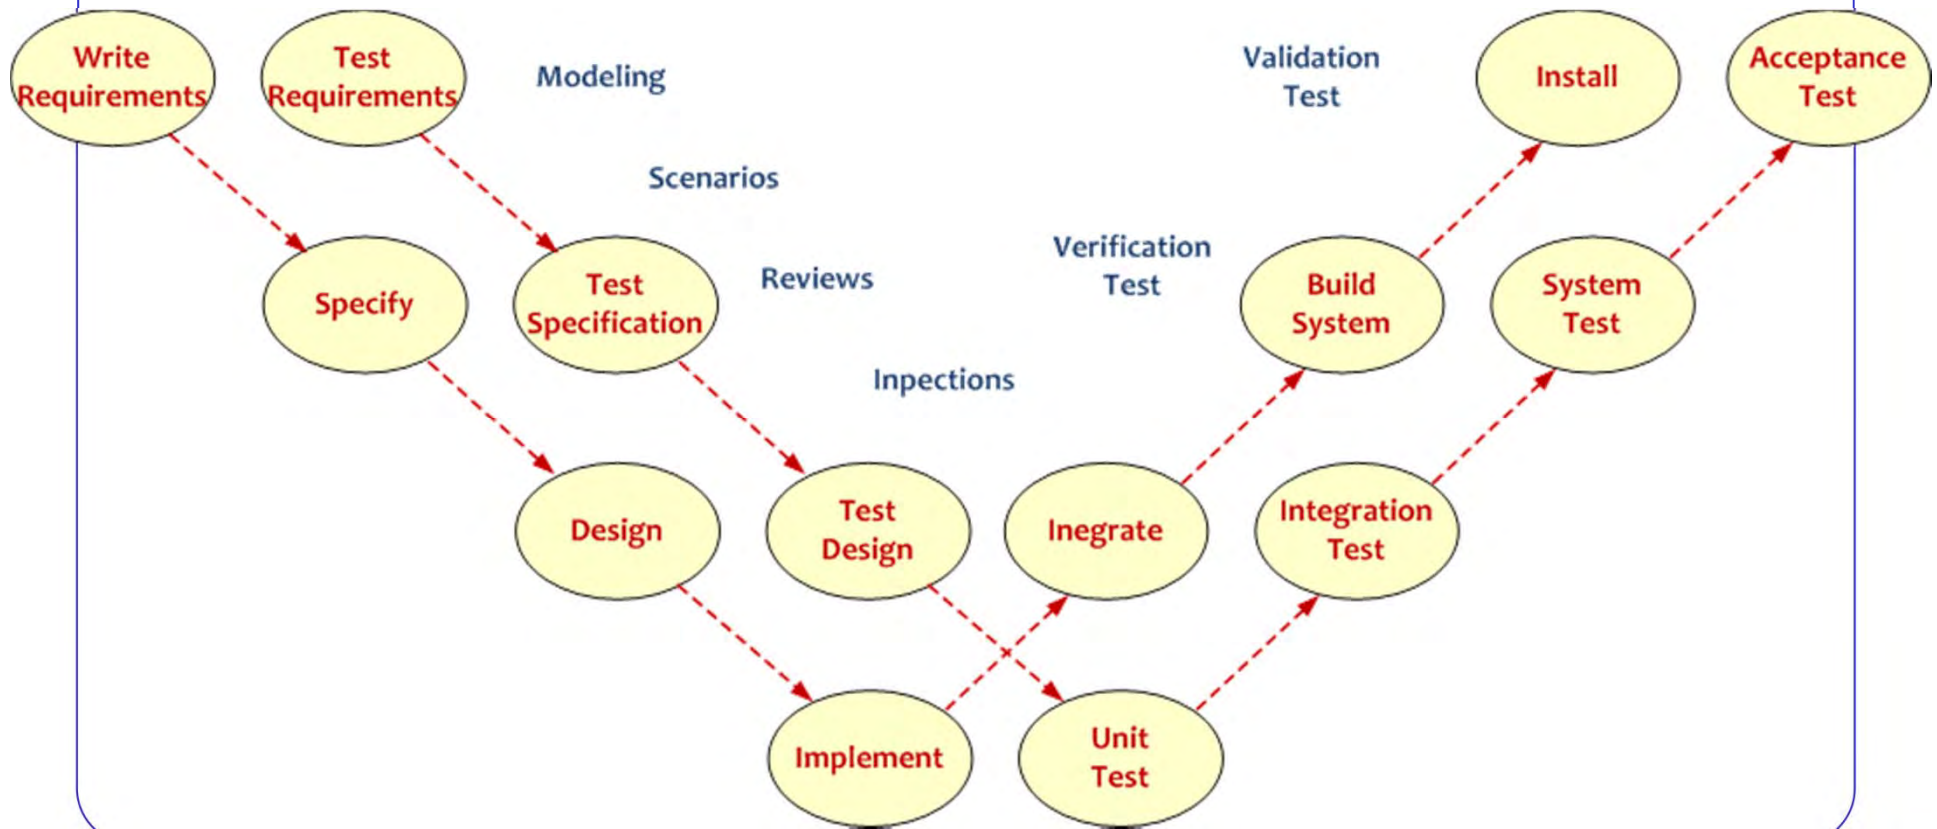 Write
Requirements
Test
Requirements
Modeling
Validation
Test
Install
Acceptance
Test
Scenarios
Specify
Test
Specification
Reviews
Verification
Test
Build
System
System
Test
Inpections
Design
Test
Design
Inegrate
Integration
Test
Implement
Unit
Test